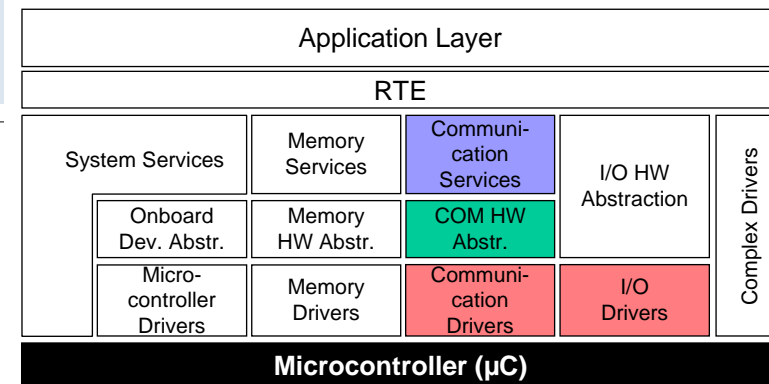 Application Layer
RTE
System Services
Memory
Services
Communi-
cation
Services
I/O HW
Abstraction
Complex Drivers
Onboard
Dev. Abstr.
Memory
HW Abstr.
COM HW
Abstr.
Micro-
controller
Drivers
Memory
Drivers
Communi-
cation
Drivers
I/O
Drivers
Microcontroller (µC)